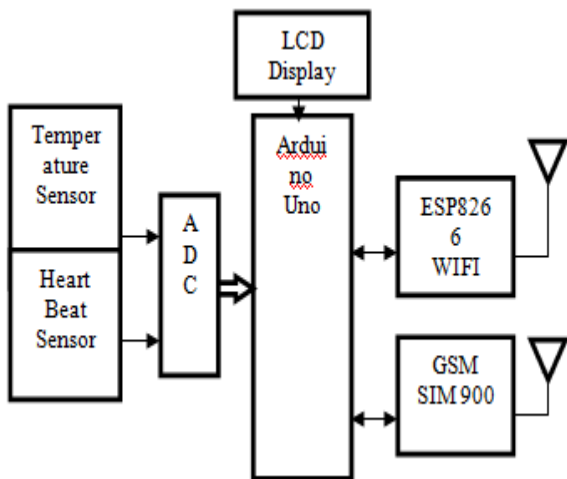 LCD
Display
Temper
ature
Sensor
Heart
Beat
Sensor
A
D
C
Ardui
no
Uno
ESP826
6
WIFI
GSM
SIM 900